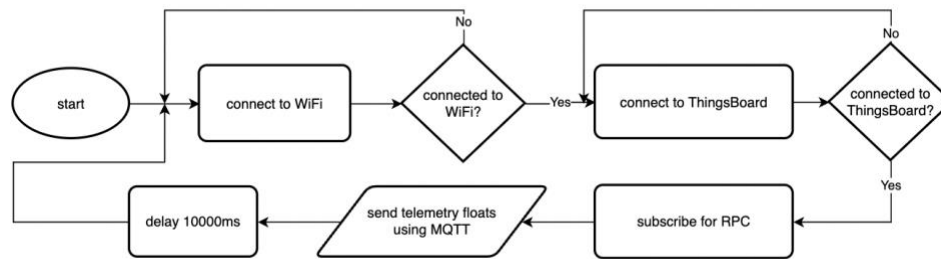 No
No
start
connect to WiFi
connected to
WiFi?
Yes
connect to ThingsBoard
connected to
ThingsBoard?
Yes
delay 10000ms
send telemetry floats
using MQTT
subscribe for RPC